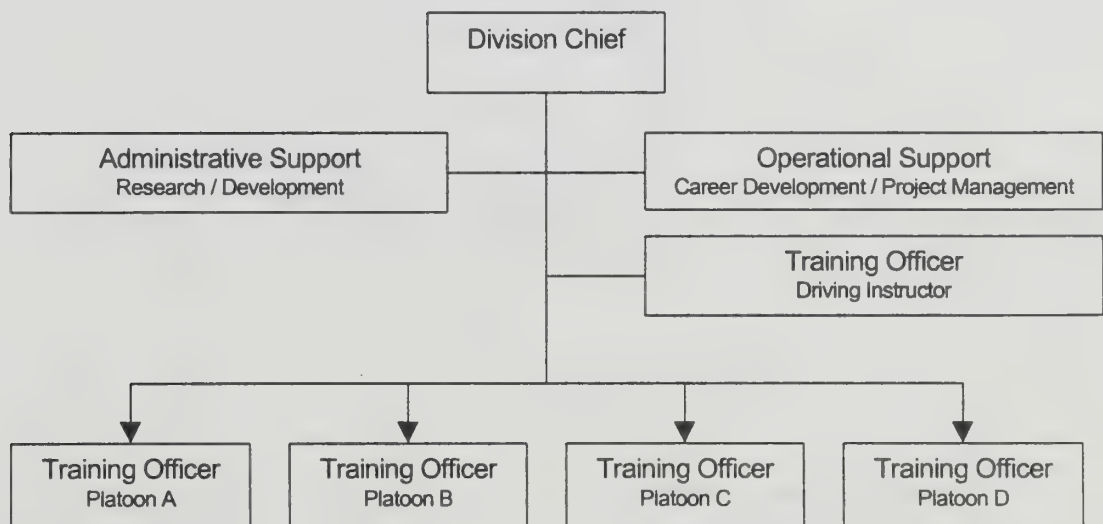 Division Chief
Administrative Support
Research / Development
Operational Support
Career Development / Project Management
Training Officer
Driving Instructor
Training Officer
Platoon A
Training Officer
Platoon B
Training Officer
Platoon C
Training Officer
Platoon D